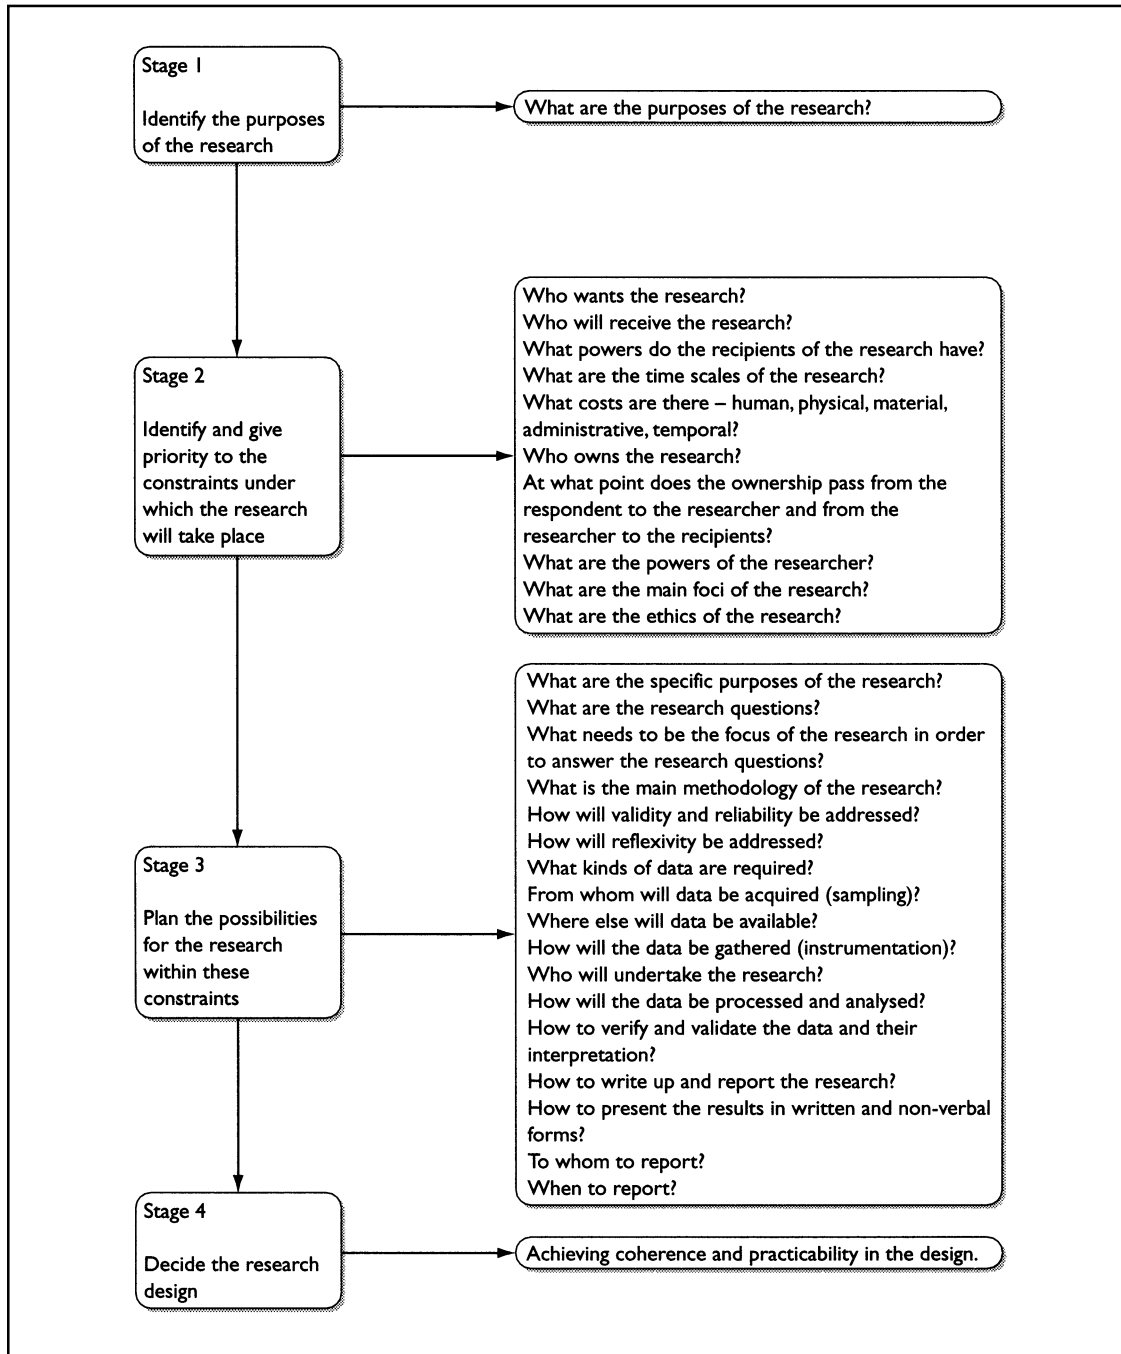 Stage 1
Identify the purposes
of the research
What are the purposes of the research?
Stage 2
Identify and give
priority to the
constraints under
which the research
will take place
Who wants the research?
Who will receive the research?
What powers do the recipients of the research have?
What are the time scales of the research?
What costs are there – human, physical, material,
administrative, temporal?
Who owns the research?
At what point does the ownership pass from the
respondent to the researcher and from the
researcher to the recipients?
What are the powers of the researcher?
What are the main foci of the research?
What are the ethics of the research?
Stage 3
Plan the possibilities
for the research
within these
constraints
What are the specific purposes of the research?
What are the research questions?
What needs to be the focus of the research in order
to answer the research questions?
What is the main methodology of the research?
How will validity and reliability be addressed?
How will reflexivity be addressed?
What kinds of data are required?
From whom will data be acquired (sampling)?
Where else will data be available?
How will the data be gathered (instrumentation)?
Who will undertake the research?
How will the data be processed and analysed?
How to verify and validate the data and their
interpretation?
How to write up and report the research?
How to present the results in written and non-verbal
forms?
To whom to report?
When to report?
Stage 4
Decide the research
design
Achieving coherence and practicability in the design.